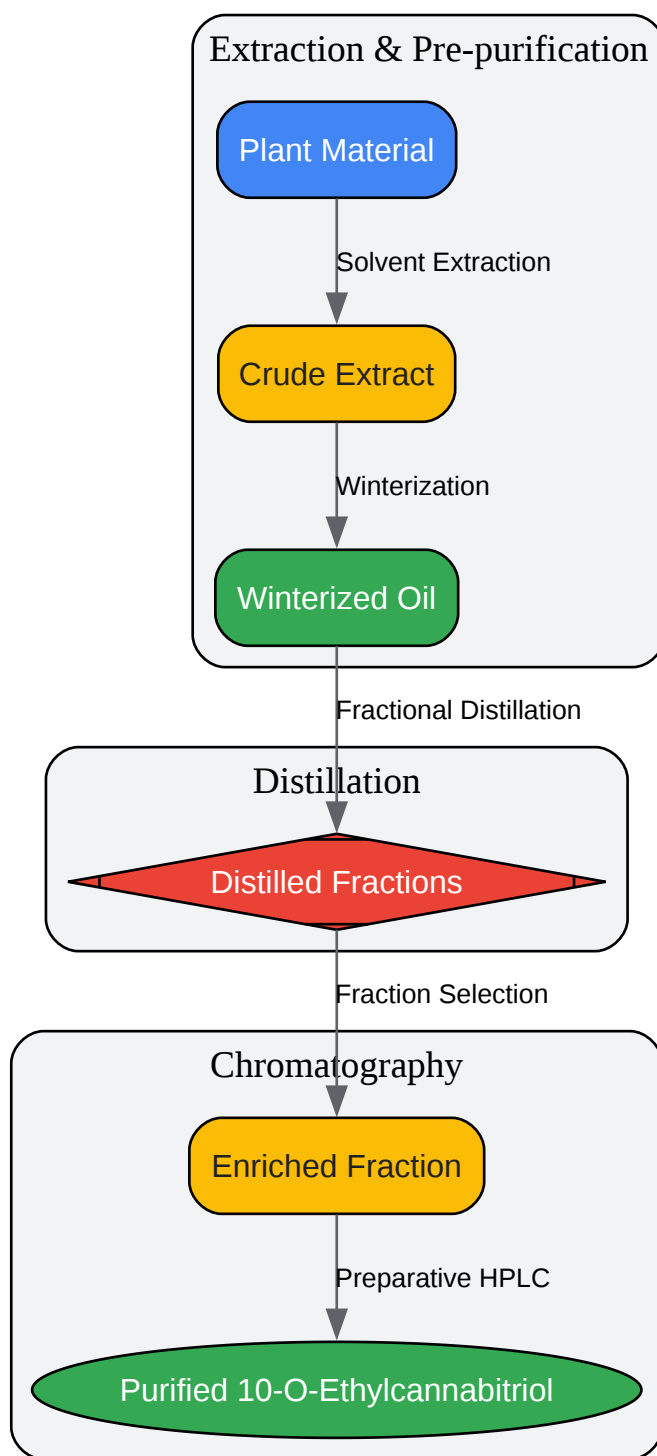 Extraction & Pre-purification
Plant Material
Solvent Extraction
Crude Extract
Winterization
Winterized Oil
Fractional Distillation
Distillation
Distilled Fractions
Fraction Selection
Chromatography
Enriched Fraction
Preparative HPLC
Purified 10-O-Ethylcannabitriol